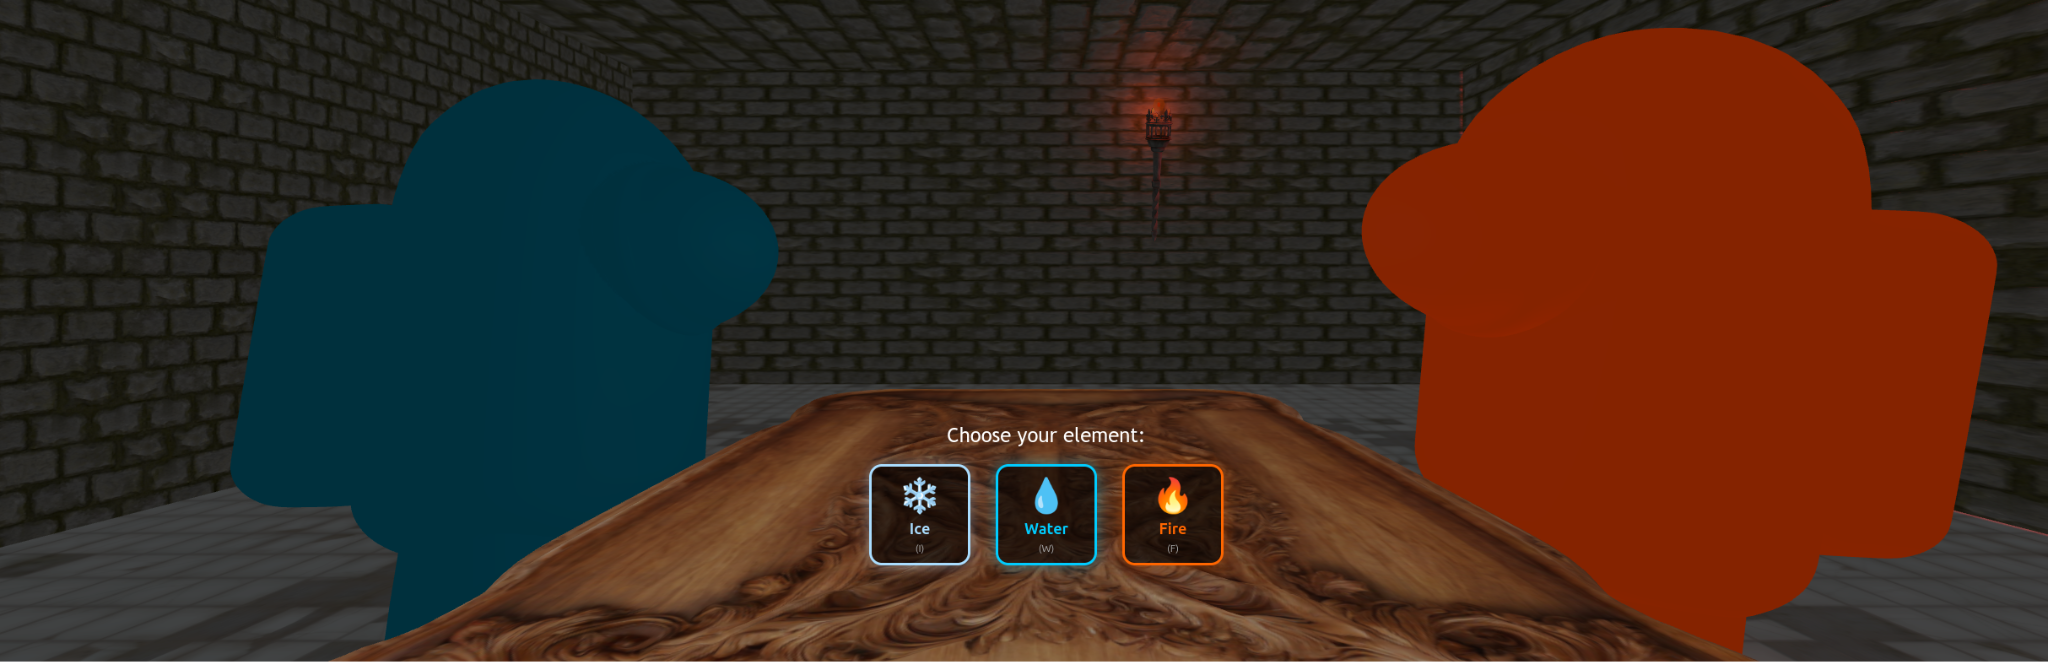 Choose your element:
Ice
Water
Fire
(I)
(W)
(F)